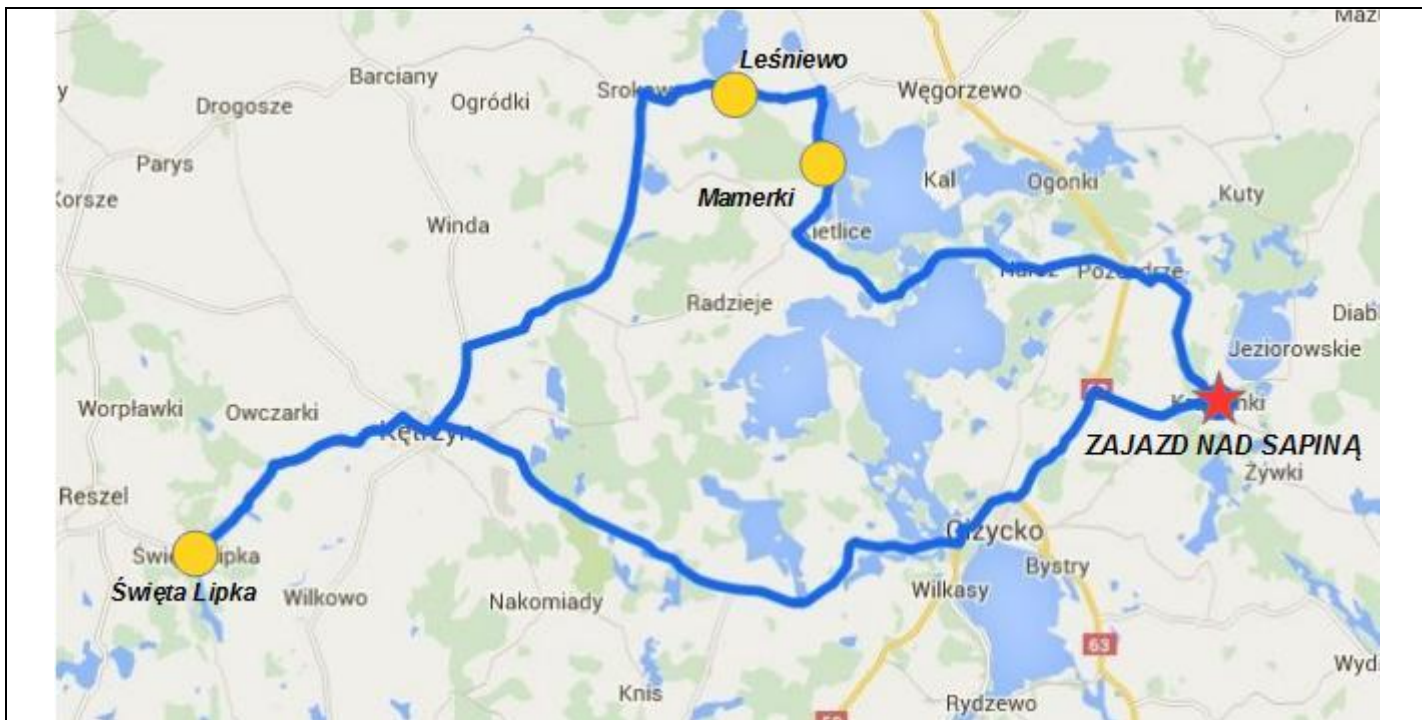 Leśniewo
Barciany
Węgorzewo
Drogosze
Ogródki
Parys
Kal
Ogonki
Kuty
Mamerki
Winda
Radzieje
Jeziorowskie
Worpławki
Owczarki
Kętrzyn
ZAJAZD NAD SAPINĄ
Żywki
Reszel
Giżycko
Święta Lipka
Bystry
Wilkowo
Nakomiady
Wilkasy
63
Knis
Rydzewo